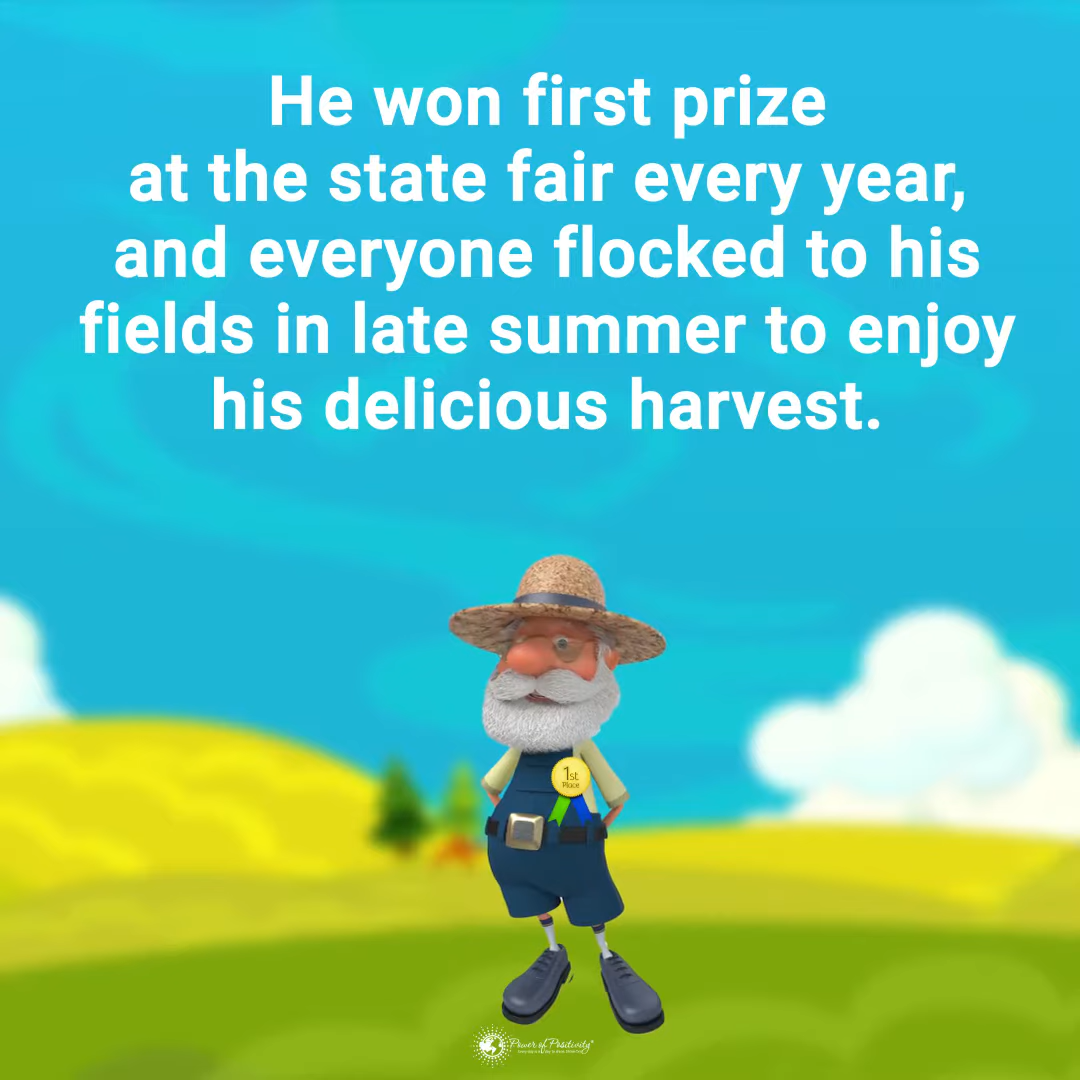 He won first prize
at the state fair every year,
and everyone flocked to his
fields in late summer to enjoy
his delicious harvest.
1st
Place
Power of Positivity